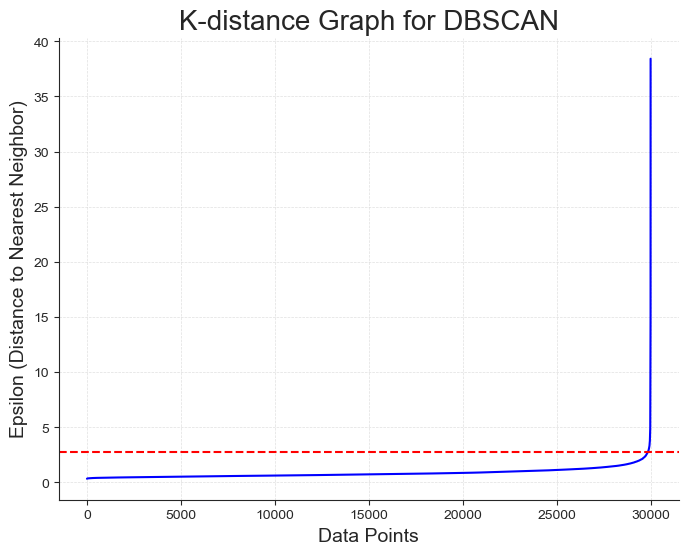 K-distance Graph for DBSCAN
Epsilon (Distance to Nearest Neighbor)
40
35
30
25
20
15
10
5
0
0 5000 10000 15000 20000 25000 30000
Data Points